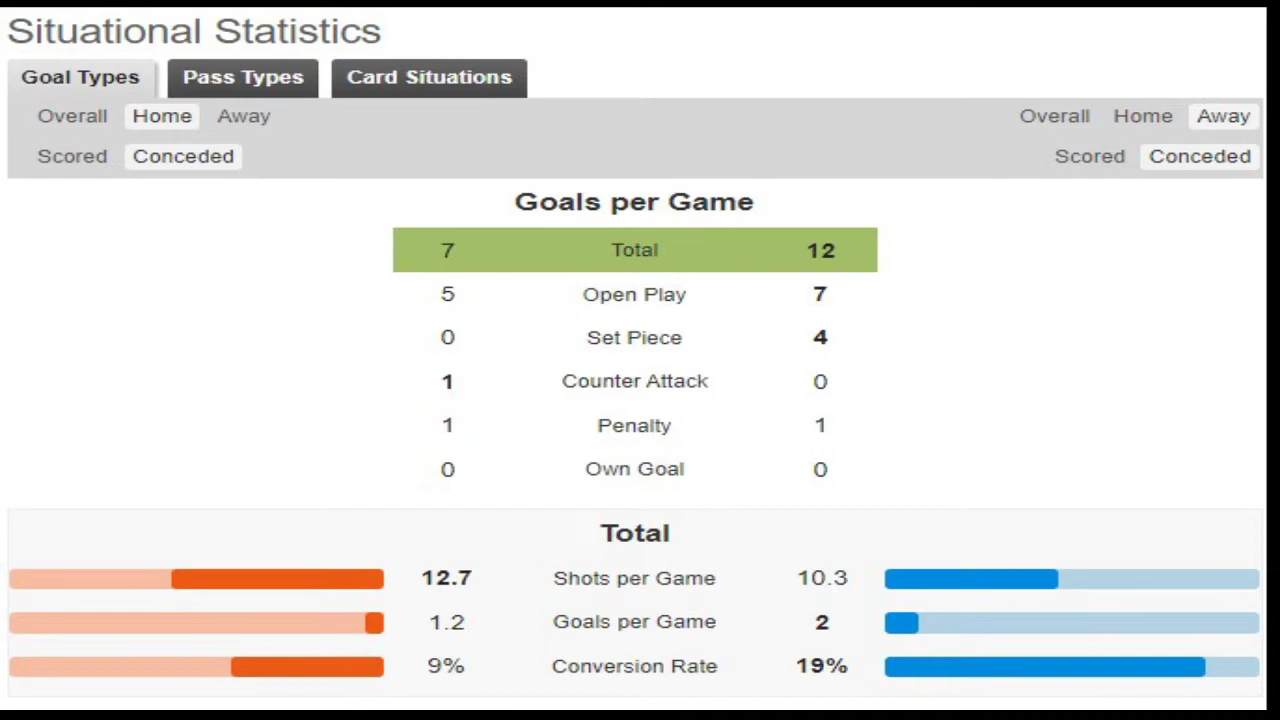 Situational Statistics
Goal Types Pass Types Card Situations
Overall Home Away Overall Home Away
Scored Conceded Scored Conceded
Goals per Game
7 Total 12
5 Open Play 7
0 Set Piece 4
1 Counter Attack 0
1 Penalty 1
0 Own Goal 0
Total
12.7 Shots per Game 10.3
1.2 Goals per Game 2
9% Conversion Rate 19%